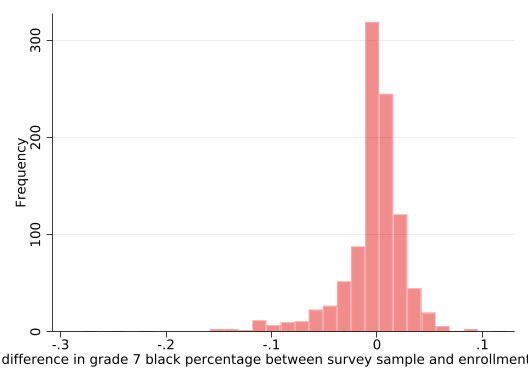 300
200
100
0
Frequency
-.3 -.2 -.1 0 .1
difference in grade 7 black percentage between survey sample and enrollment